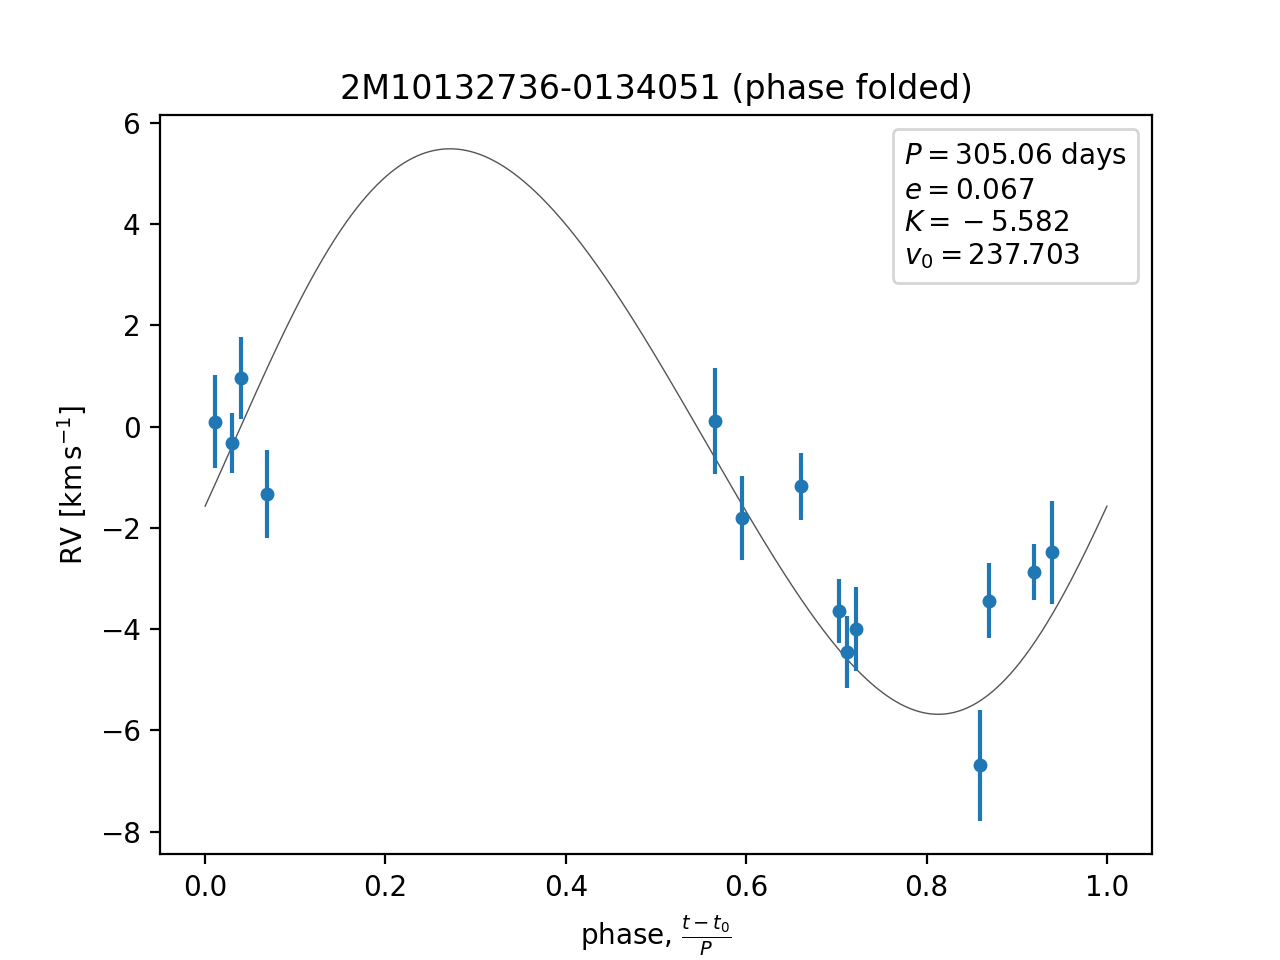 2M10132736-0134051 (phase folded)
P = 305.06 days
e = 0.067
K = −5.582
v₀ = 237.703
6
4
2
0
−2
−4
−6
−8
RV [km s⁻¹]
0.0 0.2 0.4 0.6 0.8 1.0
phase, (t − t₀)/P